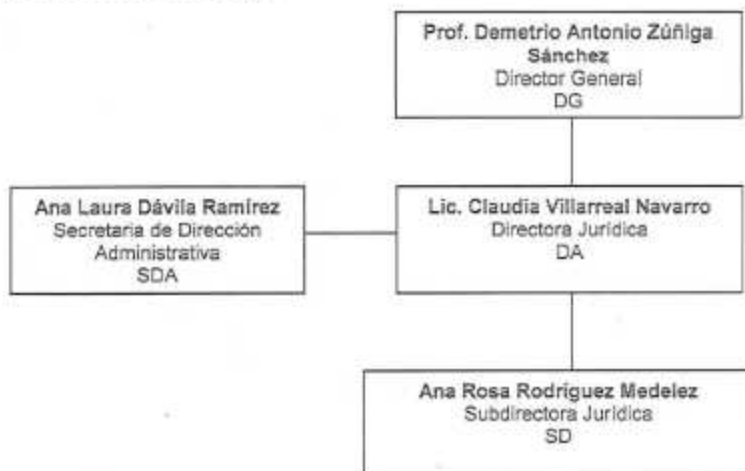 Prof. Demetrio Antonio Zúñiga
Sánchez
Director General
DG
Ana Laura Dávila Ramírez
Secretaria de Dirección
Administrativa
SDA
Lic. Claudia Villarreal Navarro
Directora Jurídica
DA
Ana Rosa Rodríguez Medelez
Subdirectora Jurídica
SD